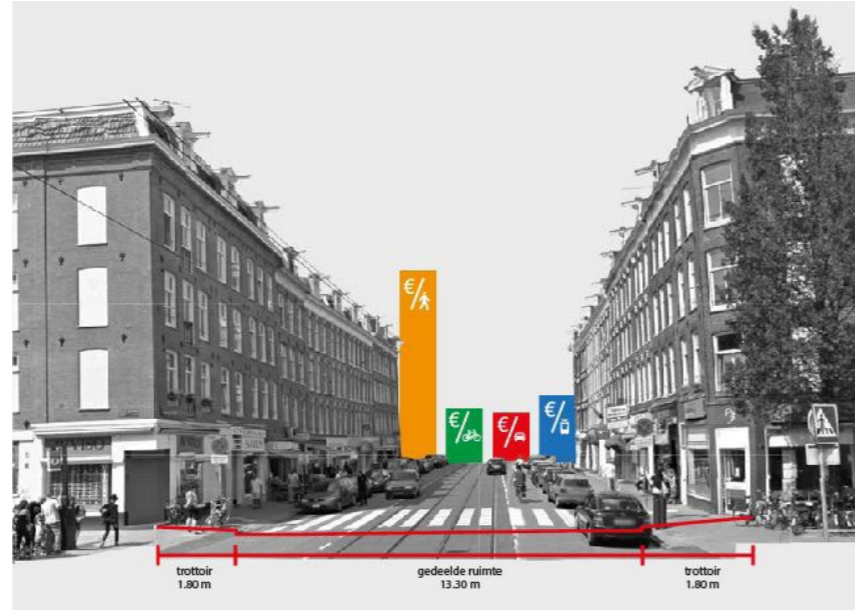 €/
€/
€/
€/
trottoir
1.80 m
gedeelde ruimte
13.30 m
trottoir
1.80 m